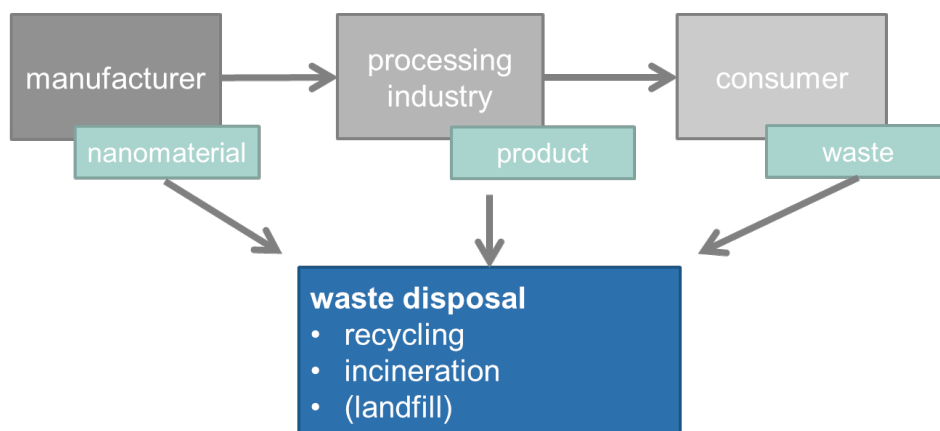 manufacturer
processing
industry
consumer
nanomaterial
product
waste
waste disposal
• recycling
• incineration
• (landfill)